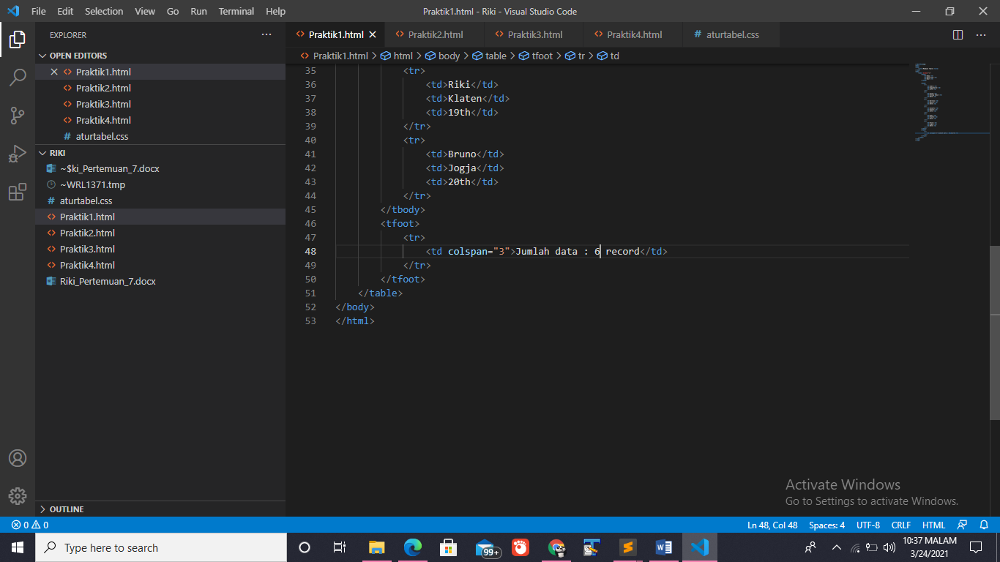 File Edit Selection View Go Run Terminal Help Praktik1.html - Riki - Visual Studio Code
EXPLORER
OPEN EDITORS
Praktik1.html
Praktik2.html
Praktik3.html
Praktik4.html
aturtabel.css
RIKI
~$ki_Pertemuan_7.docx
~WRL1371.tmp
aturtabel.css
Praktik1.html
Praktik2.html
Praktik3.html
Praktik4.html
Riki_Pertemuan_7.docx
OUTLINE
Praktik1.html Praktik2.html Praktik3.html Praktik4.html aturtabel.css
Praktik1.html > html > body > table > tfoot > tr > td
35 <tr>
36 <td>Riki</td>
37 <td>Klaten</td>
38 <td>19th</td>
39 </tr>
40 <tr>
41 <td>Bruno</td>
42 <td>Jogja</td>
43 <td>20th</td>
44 </tr>
45 </tbody>
46 <tfoot>
47 <tr>
48 <td colspan="3">Jumlah data : 6 record</td>
49 </tr>
50 </tfoot>
51 </table>
52 </body>
53 </html>
Activate Windows
Go to Settings to activate Windows.
0 0 Ln 48, Col 48 Spaces: 4 UTF-8 CRLF HTML
Type here to search
99+
10:37 MALAM
3/24/2021